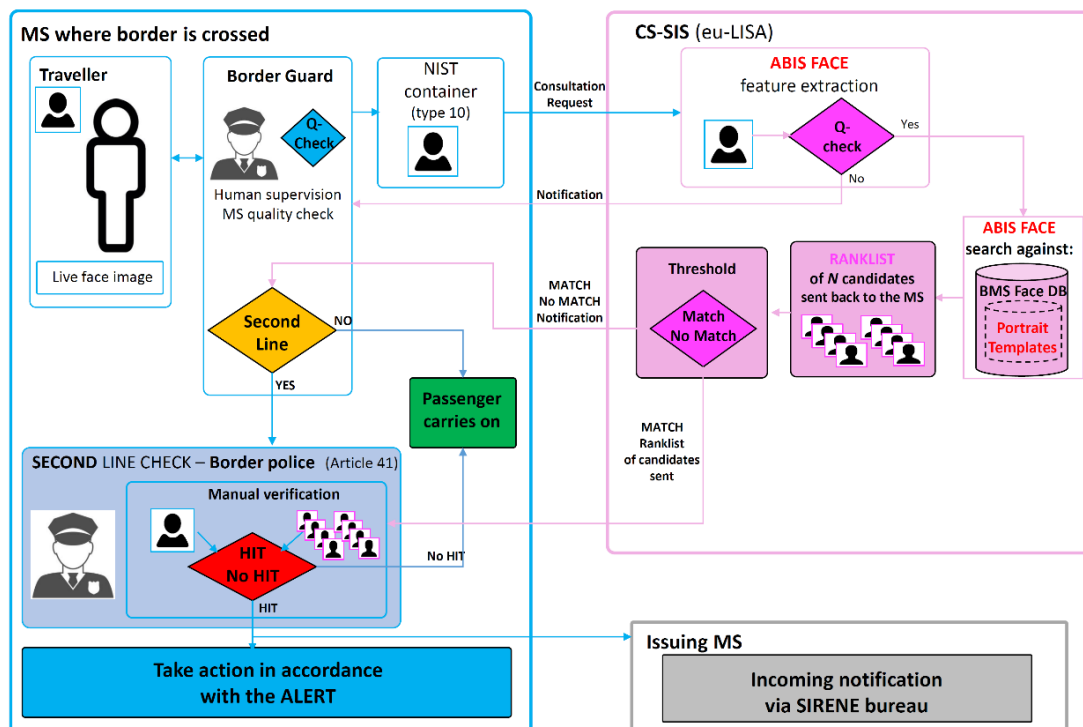 MS where border is crossed
Traveller
Live face image
Border Guard
Q-
Check
Human supervision
MS quality check
NIST
container
(type 10)
Consultation
Request
Notification
CS-SIS (eu-LISA)
ABIS FACE
feature extraction
Q-
check
Yes
No
ABIS FACE
search against:
BMS Face DB
Portrait
Templates
RANKLIST
of N candidates
sent back to the MS
Threshold
Match
No Match
MATCH
No MATCH
Notification
Second
Line
NO
YES
Passenger
carries on
MATCH
Ranklist
of candidates
sent
SECOND LINE CHECK – Border police (Article 41)
Manual verification
HIT
No HIT
No HIT
HIT
Take action in accordance
with the ALERT
Issuing MS
Incoming notification
via SIRENE bureau